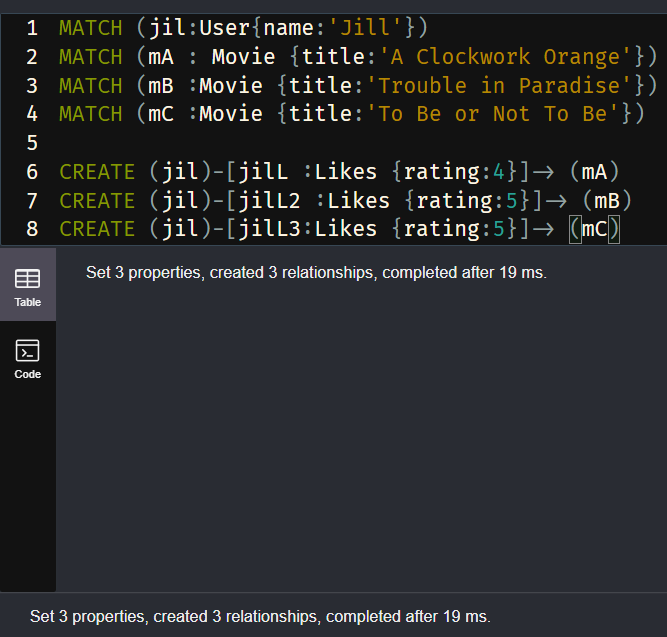 1 MATCH (jil:User{name:'Jill'})
2 MATCH (mA : Movie {title:'A Clockwork Orange'})
3 MATCH (mB :Movie {title:'Trouble in Paradise'})
4 MATCH (mC :Movie {title:'To Be or Not To Be'})
5
6 CREATE (jil)-[jilL :Likes {rating:4}]-> (mA)
7 CREATE (jil)-[jilL2 :Likes {rating:5}]-> (mB)
8 CREATE (jil)-[jilL3:Likes {rating:5}]-> (mC)
Set 3 properties, created 3 relationships, completed after 19 ms.
Table
Code
Set 3 properties, created 3 relationships, completed after 19 ms.